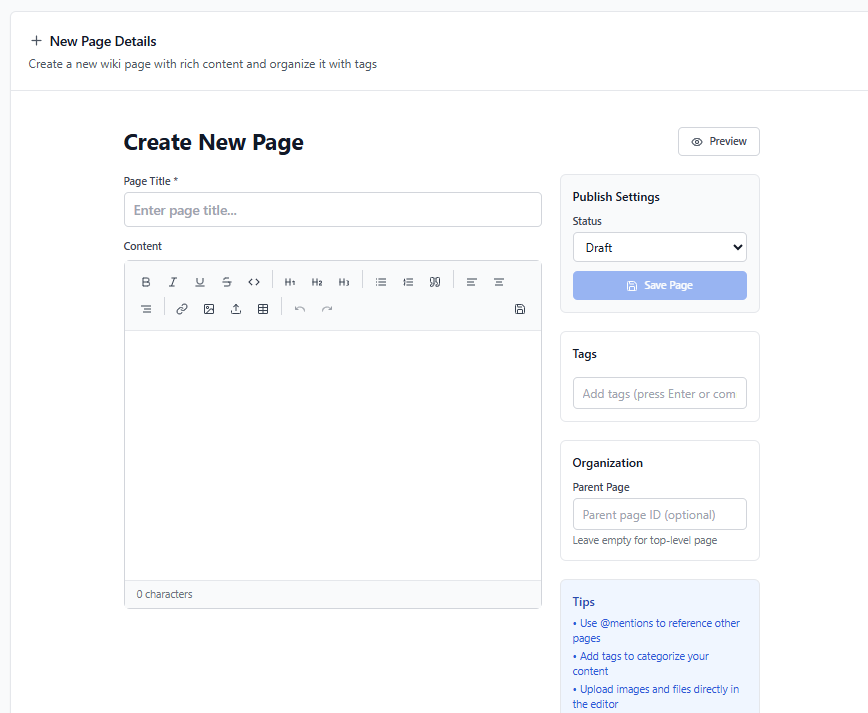 New Page Details
Create a new wiki page with rich content and organize it with tags
Create New Page
Preview
Page Title *
Enter page title...
Content
B I U S <> H1 H2 H3
0 characters
Publish Settings
Status
Draft
Save Page
Tags
Add tags (press Enter or com
Organization
Parent Page
Parent page ID (optional)
Leave empty for top-level page
Tips
• Use @mentions to reference other
pages
• Add tags to categorize your
content
• Upload images and files directly in
the editor